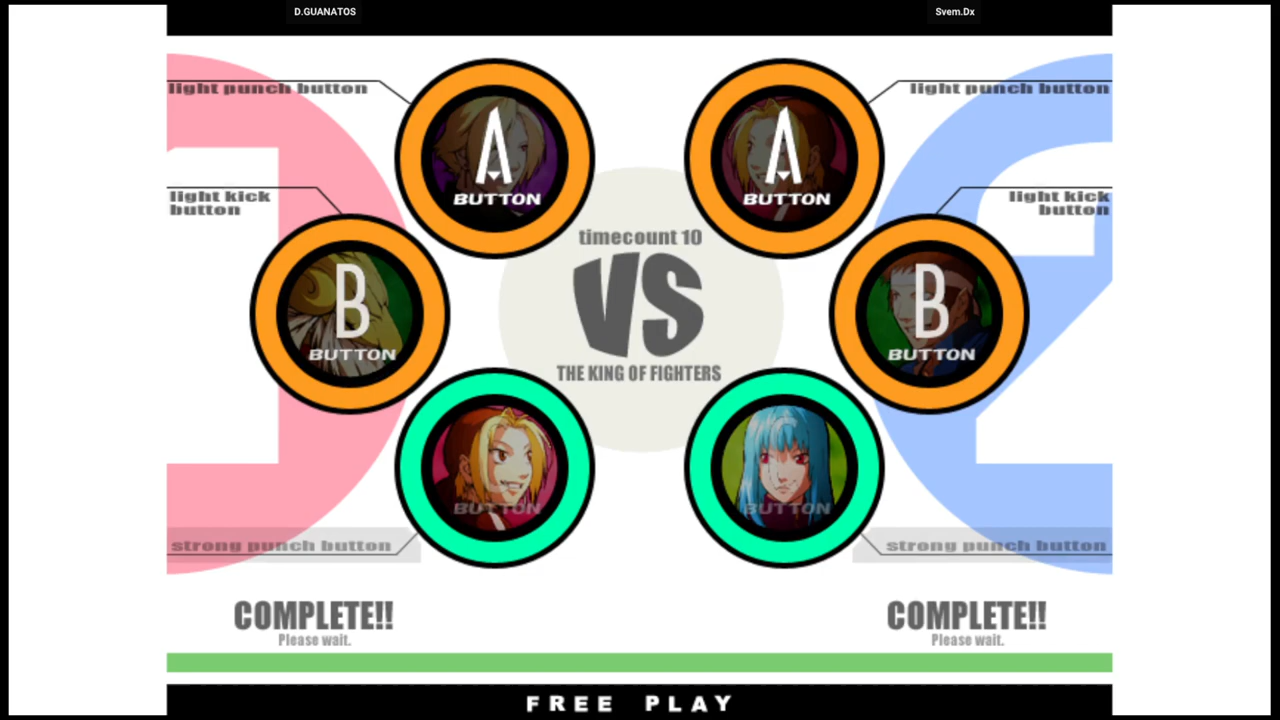 D.GUANATOS
Svem.Dx
light punch button
light punch button
A
BUTTON
A
BUTTON
light kick
button
light kick
button
timecount 10
VS
THE KING OF FIGHTERS
B
BUTTON
B
BUTTON
BUTTON
BUTTON
strong punch button
strong punch button
COMPLETE!!
Please wait.
COMPLETE!!
Please wait.
FREE PLAY